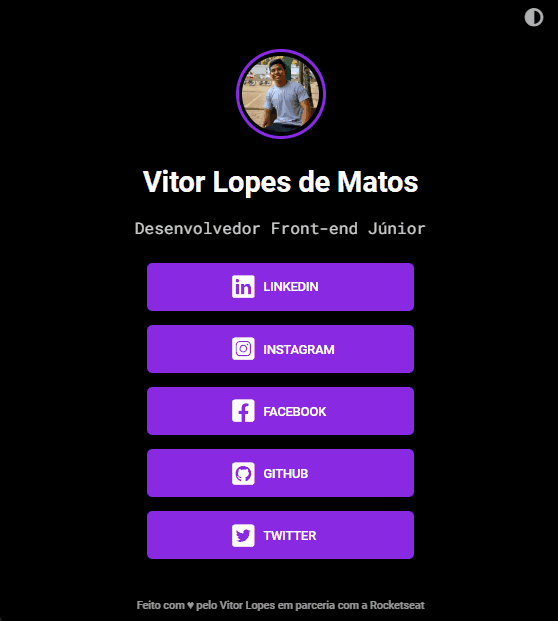 Vitor Lopes de Matos
Desenvolvedor Front-end Júnior
LINKEDIN
INSTAGRAM
FACEBOOK
GITHUB
TWITTER
Feito com ♥ pelo Vitor Lopes em parceria com a Rocketseat